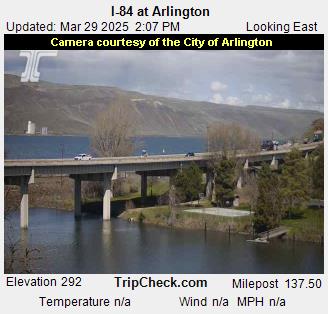 I-84 at Arlington
Updated: Mar 29 2025 2:07 PM Looking East
Camera courtesy of the City of Arlington
Elevation 292 TripCheck.com Milepost 137.50
Temperature n/a Wind n/a MPH n/a